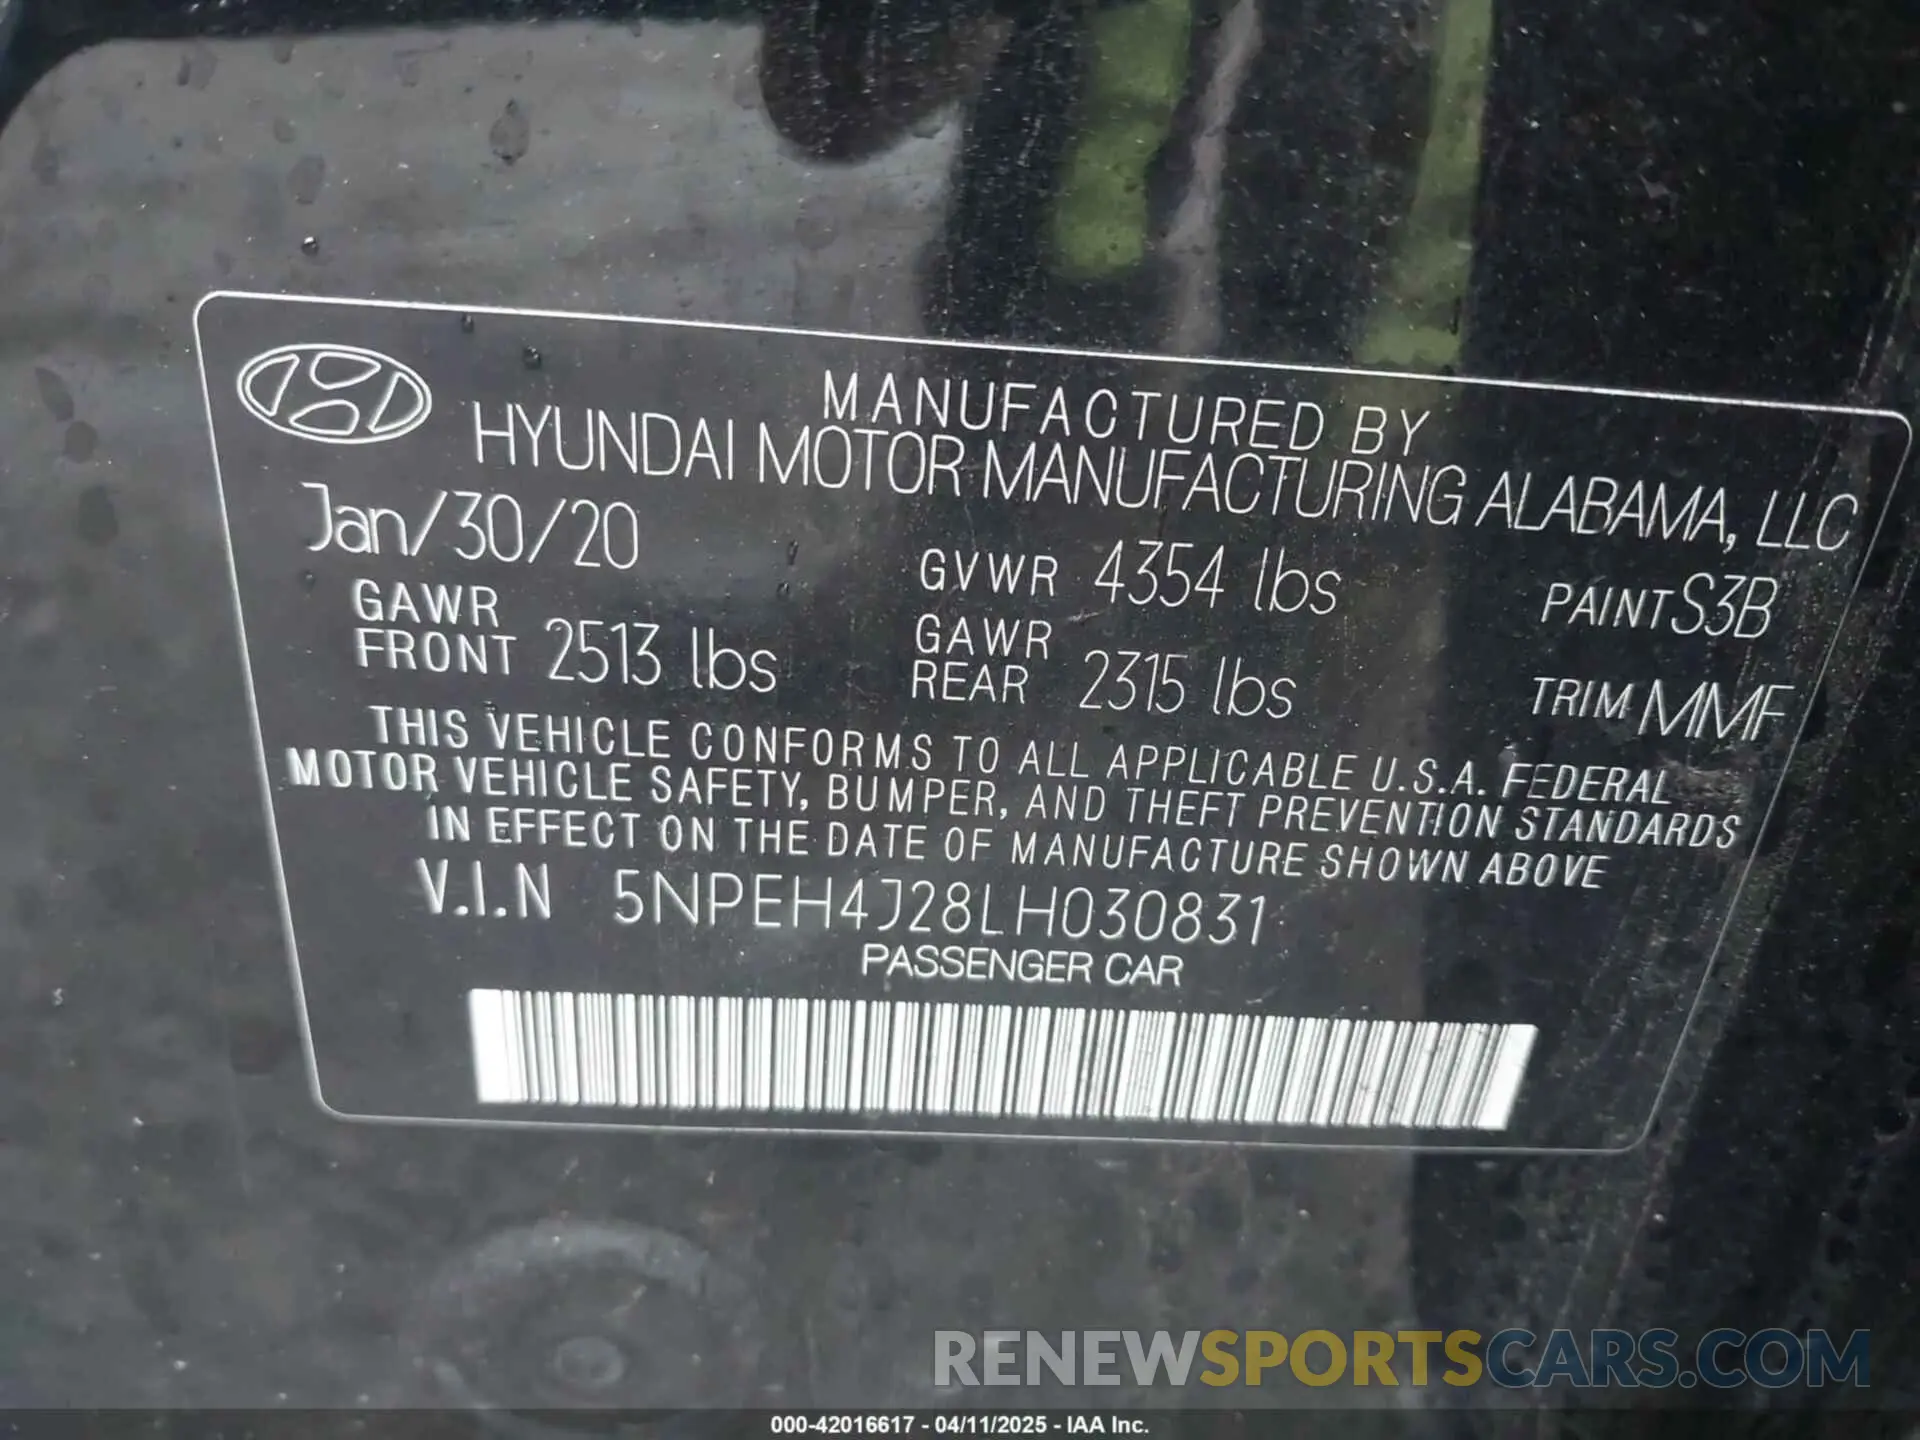 MANUFACTURED BY
HYUNDAI MOTOR MANUFACTURING ALABAMA, LLC
Jan/30/20
GVWR 4354 lbs
PAINT S3B
GAWR
FRONT 2513 lbs
GAWR
REAR 2315 lbs
TRIM MMF
THIS VEHICLE CONFORMS TO ALL APPLICABLE U.S.A. FEDERAL
MOTOR VEHICLE SAFETY, BUMPER, AND THEFT PREVENTION STANDARDS
IN EFFECT ON THE DATE OF MANUFACTURE SHOWN ABOVE
V.I.N 5NPEH4J28LH030831
PASSENGER CAR
RENEWSPORTSCARS.COM
000-42016617 - 04/11/2025 - IAA Inc.